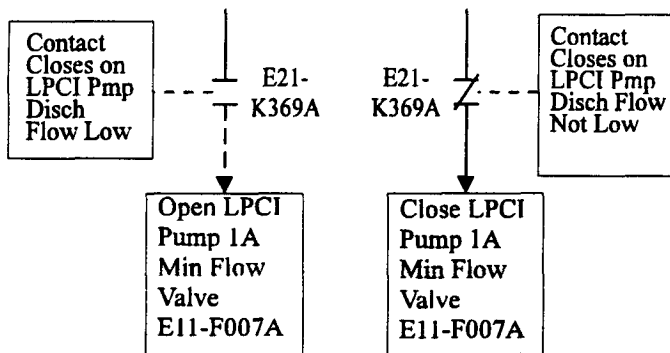 Contact
Closes on
LPCI Pmp
Disch
Flow Low
E21-
K369A
E21-
K369A
Contact
Closes on
LPCI Pmp
Disch Flow
Not Low
Open LPCI
Pump 1A
Min Flow
Valve
E11-F007A
Close LPCI
Pump 1A
Min Flow
Valve
E11-F007A